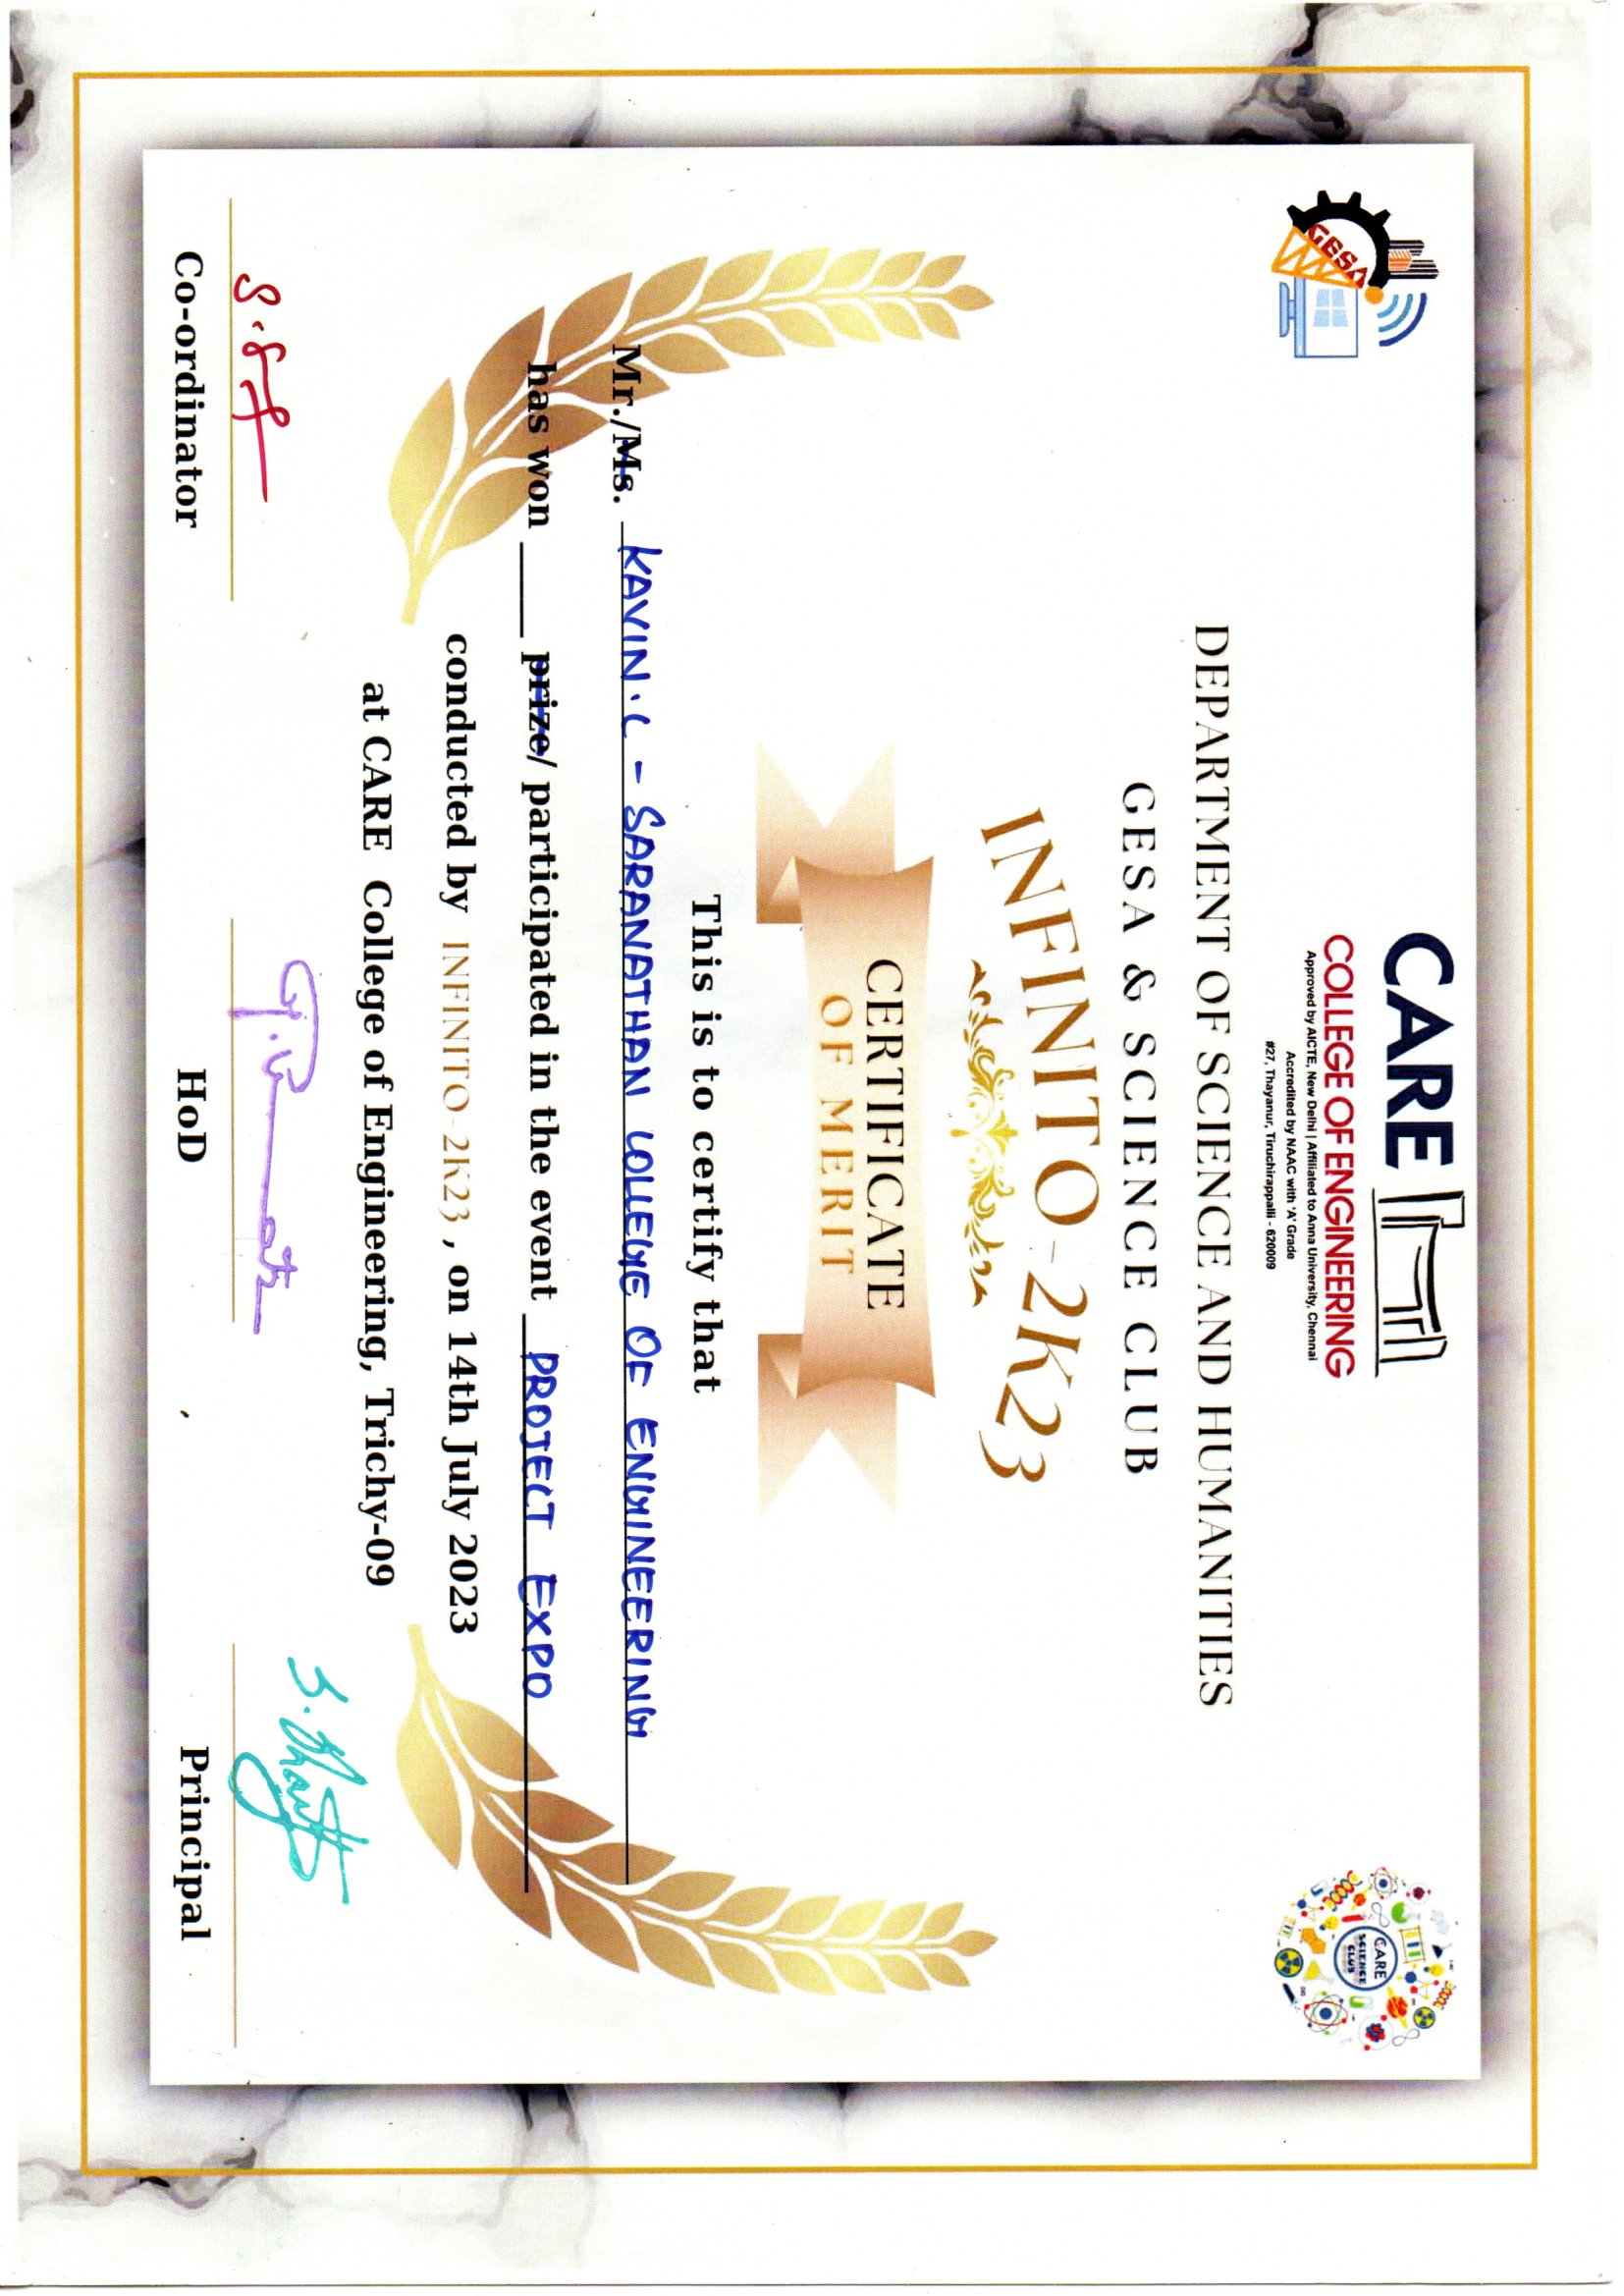 GESA
CARE
COLLEGE OF ENGINEERING
Approved by AICTE, New Delhi | Affiliated to Anna University, Chennai
Accredited by NAAC with ‘A’ Grade
#27, Thayanur, Tiruchirappalli - 620009
CARE
SCIENCE
CLUB
DEPARTMENT OF SCIENCE AND HUMANITIES
GESA & SCIENCE CLUB
INFINITO-2K23
CERTIFICATE
OF MERIT
This is to certify that
Mr./Ms. KAVIN.C - SARANATHAN COLLEGE OF ENGINEERING
has won _____ prize/ participated in the event PROJECT EXPO
conducted by INFINITO-2K23, on 14th July 2023
at CARE College of Engineering, Trichy-09
Co-ordinator
HoD
Principal